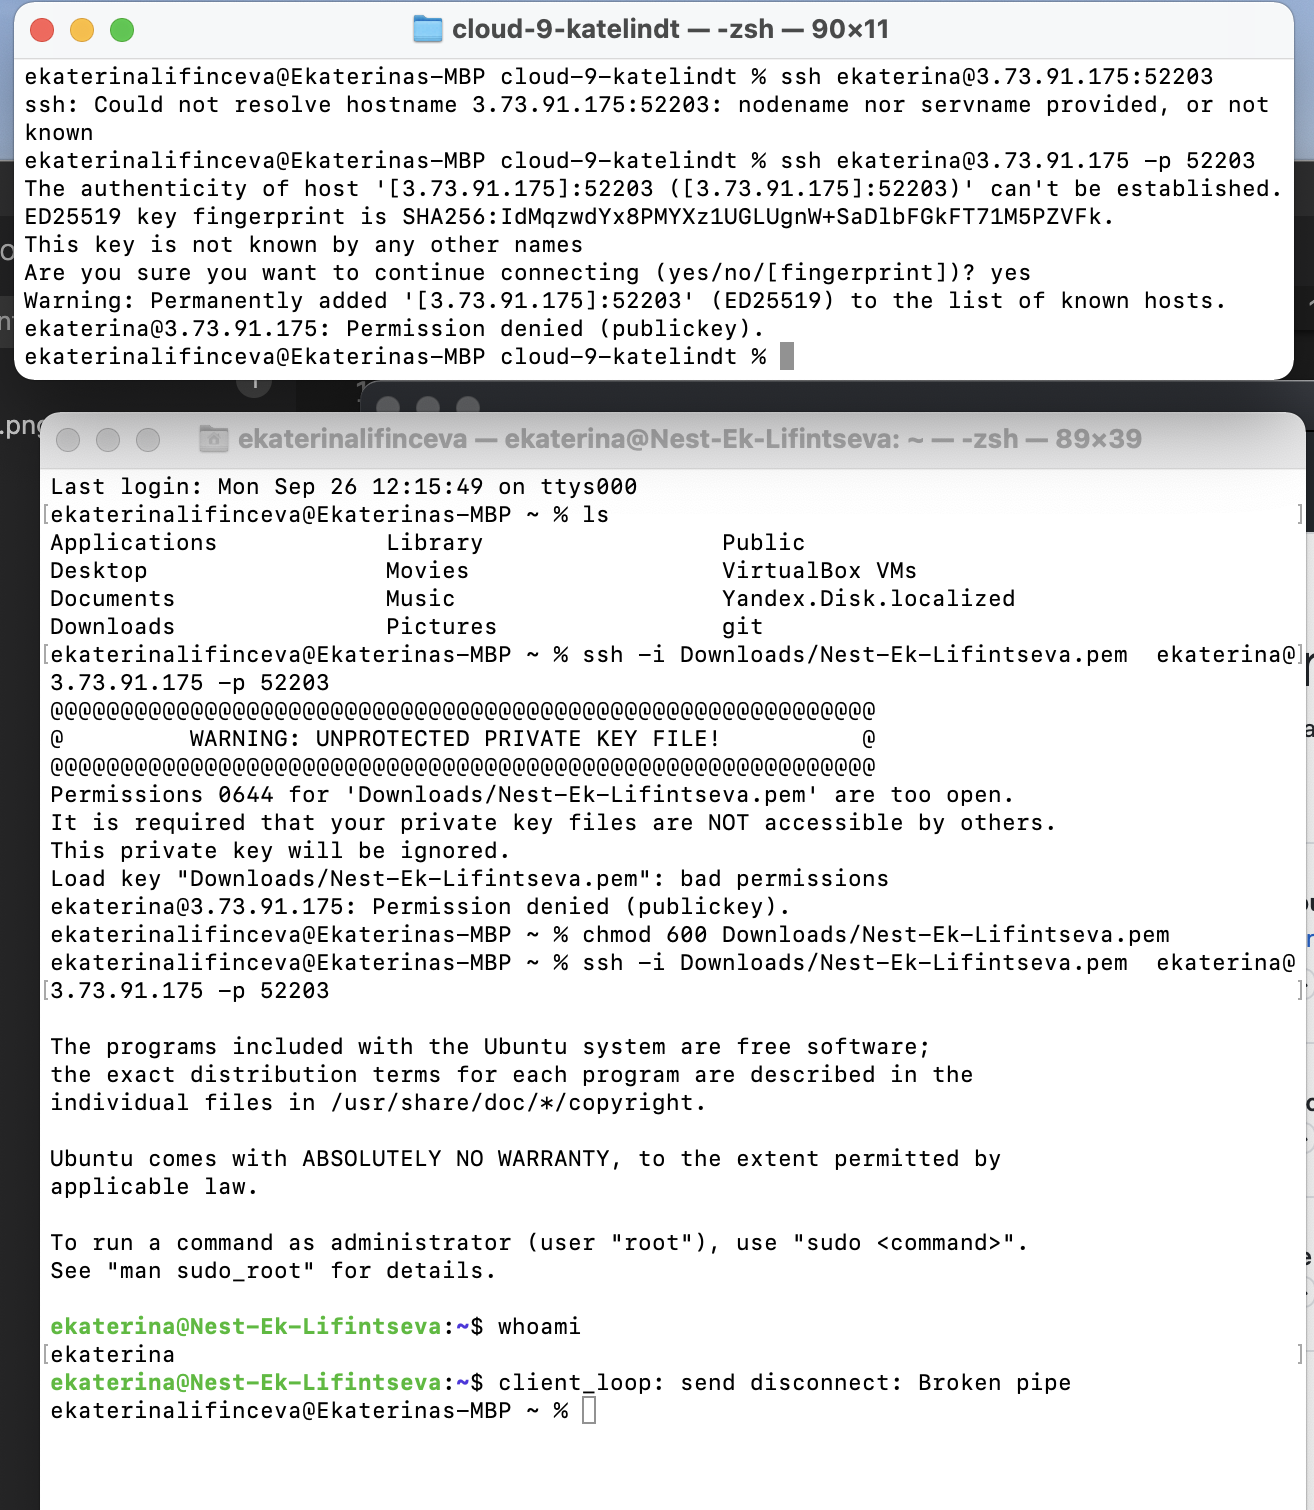 cloud-9-katelindt — -zsh — 90×11
ekaterinalifinceva@Ekaterinas-MBP cloud-9-katelindt % ssh ekaterina@3.73.91.175:52203
ssh: Could not resolve hostname 3.73.91.175:52203: nodename nor servname provided, or not
known
ekaterinalifinceva@Ekaterinas-MBP cloud-9-katelindt % ssh ekaterina@3.73.91.175 -p 52203
The authenticity of host '[3.73.91.175]:52203 ([3.73.91.175]:52203)' can't be established.
ED25519 key fingerprint is SHA256:IdMqzwdYx8PMYXz1UGLUgnW+SaDlbFGkFT71M5PZVFk.
This key is not known by any other names
Are you sure you want to continue connecting (yes/no/[fingerprint])? yes
Warning: Permanently added '[3.73.91.175]:52203' (ED25519) to the list of known hosts.
ekaterina@3.73.91.175: Permission denied (publickey).
ekaterinalifinceva@Ekaterinas-MBP cloud-9-katelindt %
.png
ekaterinalifinceva — ekaterina@Nest-Ek-Lifintseva: ~ — -zsh — 89×39
Last login: Mon Sep 26 12:15:49 on ttys000
[ekaterinalifinceva@Ekaterinas-MBP ~ % ls ]
Applications Library Public
Desktop Movies VirtualBox VMs
Documents Music Yandex.Disk.localized
Downloads Pictures git
[ekaterinalifinceva@Ekaterinas-MBP ~ % ssh -i Downloads/Nest-Ek-Lifintseva.pem  ekaterina@]
3.73.91.175 -p 52203
@@@@@@@@@@@@@@@@@@@@@@@@@@@@@@@@@@@@@@@@@@@@@@@@@@@@@@@@@@@
@         WARNING: UNPROTECTED PRIVATE KEY FILE!          @
@@@@@@@@@@@@@@@@@@@@@@@@@@@@@@@@@@@@@@@@@@@@@@@@@@@@@@@@@@@
Permissions 0644 for 'Downloads/Nest-Ek-Lifintseva.pem' are too open.
It is required that your private key files are NOT accessible by others.
This private key will be ignored.
Load key "Downloads/Nest-Ek-Lifintseva.pem": bad permissions
ekaterina@3.73.91.175: Permission denied (publickey).
ekaterinalifinceva@Ekaterinas-MBP ~ % chmod 600 Downloads/Nest-Ek-Lifintseva.pem
ekaterinalifinceva@Ekaterinas-MBP ~ % ssh -i Downloads/Nest-Ek-Lifintseva.pem  ekaterina@
[3.73.91.175 -p 52203 ]
The programs included with the Ubuntu system are free software;
the exact distribution terms for each program are described in the
individual files in /usr/share/doc/*/copyright.
Ubuntu comes with ABSOLUTELY NO WARRANTY, to the extent permitted by
applicable law.
To run a command as administrator (user "root"), use "sudo <command>".
See "man sudo_root" for details.
ekaterina@Nest-Ek-Lifintseva:~$ whoami
[ekaterina ]
ekaterina@Nest-Ek-Lifintseva:~$ client_loop: send disconnect: Broken pipe
ekaterinalifinceva@Ekaterinas-MBP ~ %